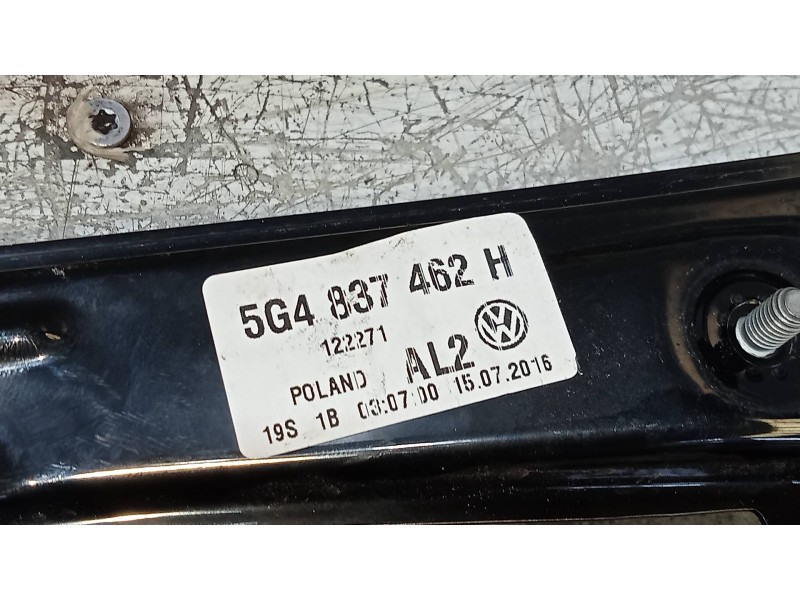 5G4 837 462 H
122271
AL2
POLAND
19S 1B 03:07:00 15.07.2016